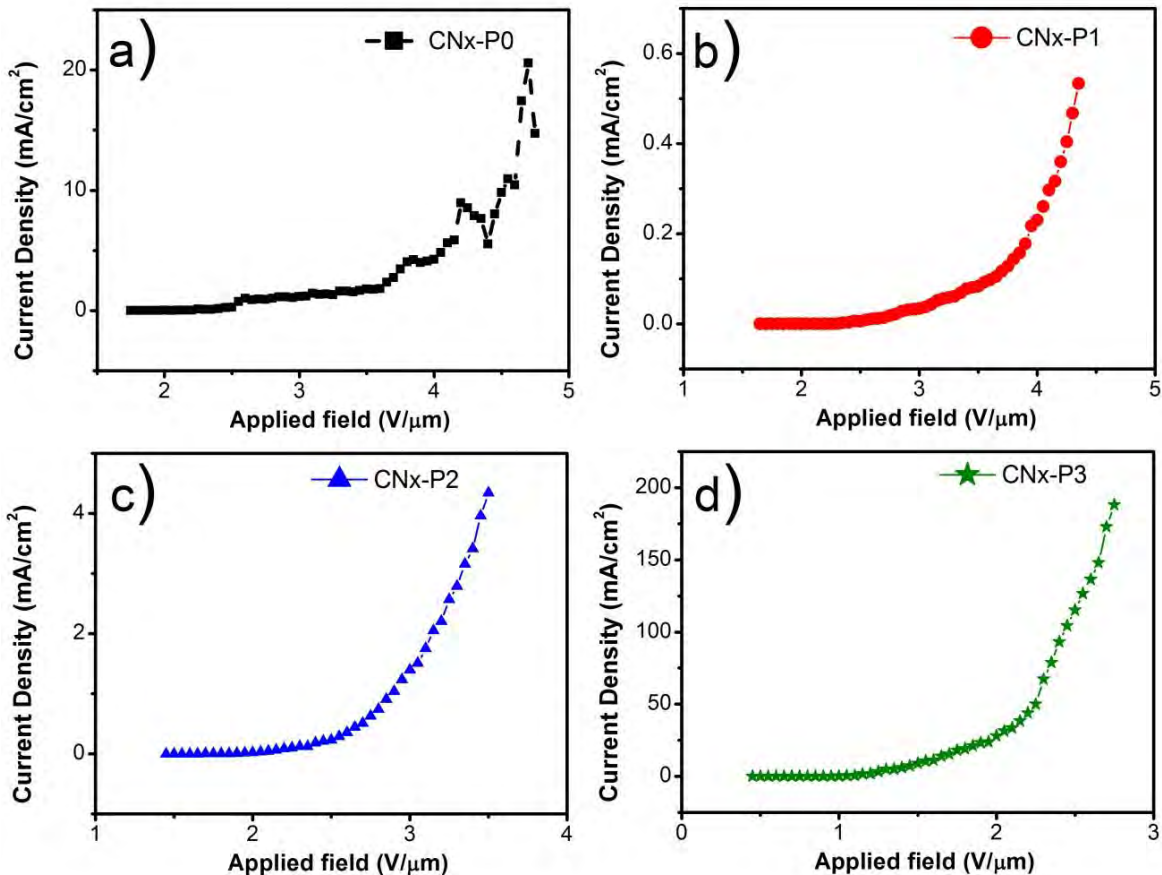 a)
CNx-P0
Current Density (mA/cm²)
20
10
0
2 3 4 5
Applied field (V/μm)
b)
CNx-P1
Current Density (mA/cm²)
0.6
0.4
0.2
0.0
1 2 3 4 5
Applied field (V/μm)
c)
CNx-P2
Current Density (mA/cm²)
4
2
0
1 2 3 4
Applied field (V/μm)
d)
CNx-P3
Current Density (mA/cm²)
200
150
100
50
0
0 1 2 3
Applied field (V/μm)